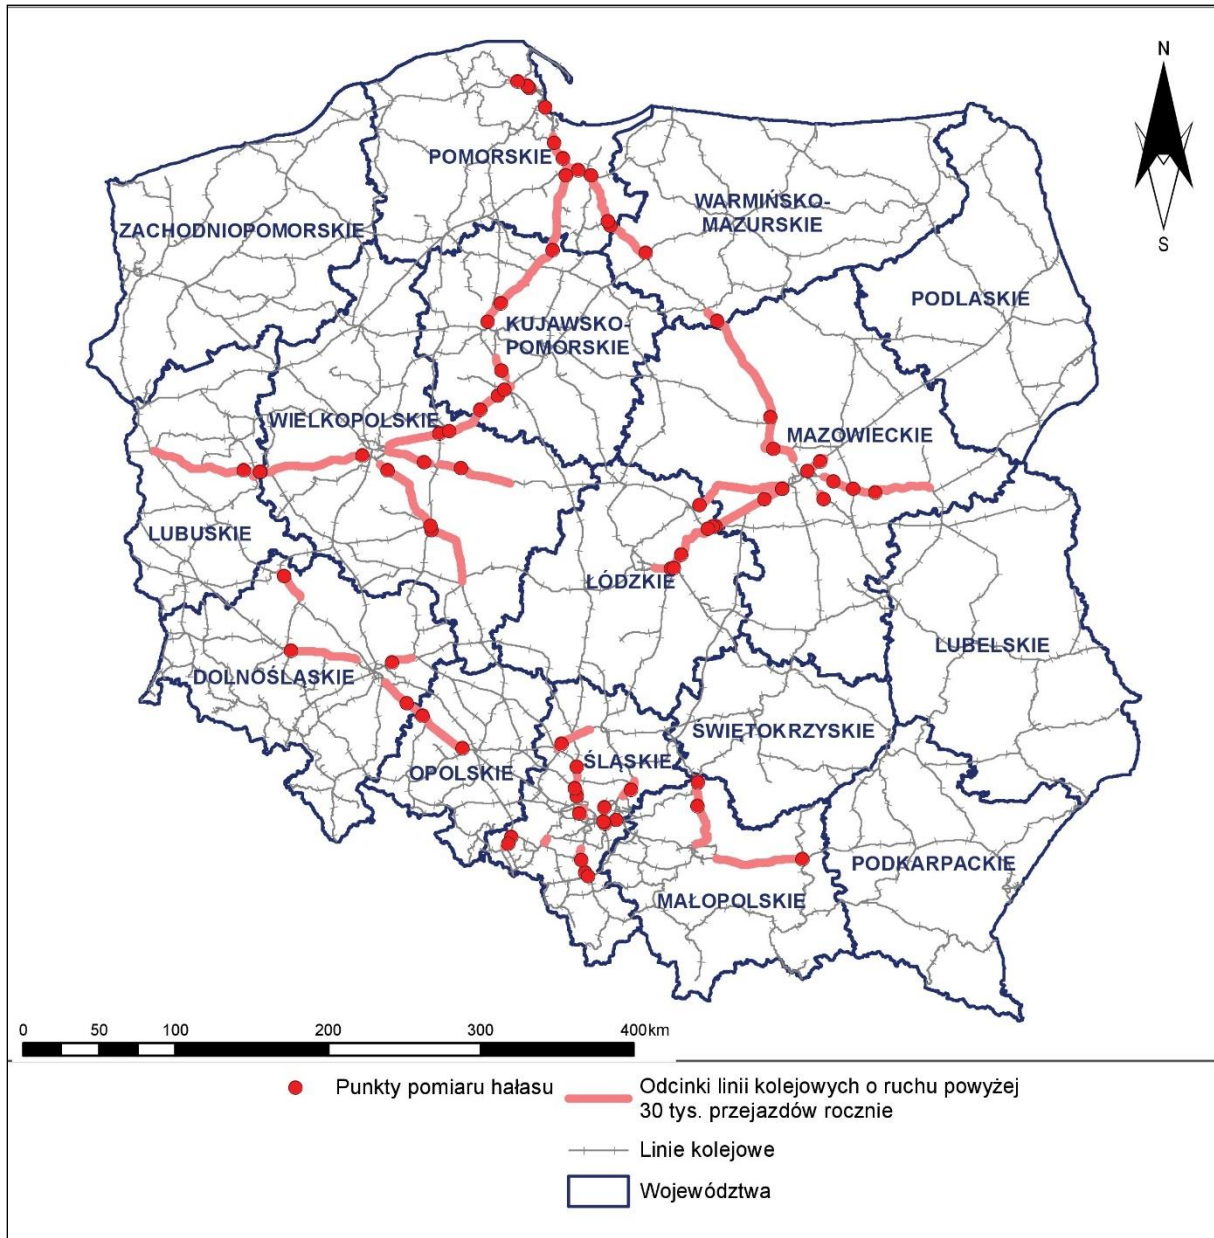 N
S
POMORSKIE
WARMIŃSKO-
MAZURSKIE
ZACHODNIOPOMORSKIE
PODLASKIE
KUJAWSKO-
POMORSKIE
WIELKOPOLSKIE
MAZOWIECKIE
LUBUSKIE
ŁÓDZKIE
LUBELSKIE
DOLNOŚLĄSKIE
ŚWIĘTOKRZYSKIE
OPOLSKIE
ŚLĄSKIE
PODKARPACKIE
MAŁOPOLSKIE
0 50 100 200 300 400 km
Punkty pomiaru hałasu
Odcinki linii kolejowych o ruchu powyżej
30 tys. przejazdów rocznie
Linie kolejowe
Województwa